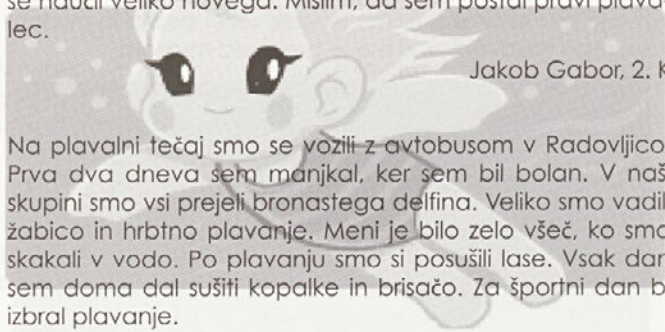 se naučil veliko novega. Mislim, da sem postal pravi plava
lec.
Jakob Gabor, 2. K
Na plavalni tečaj smo se vozili z avtobusom v Radovljico
Prva dva dneva sem manjkal, ker sem bil bolan. V naš
skupini smo vsi prejeli bronastega delfina. Veliko smo vadil
žabico in hrbtno plavanje. Meni je bilo zelo všeč, ko smo
skakali v vodo. Po plavanju smo si posušili lase. Vsak dan
sem doma dal sušiti kopalke in brisačo. Za športni dan b
izbral plavanje.